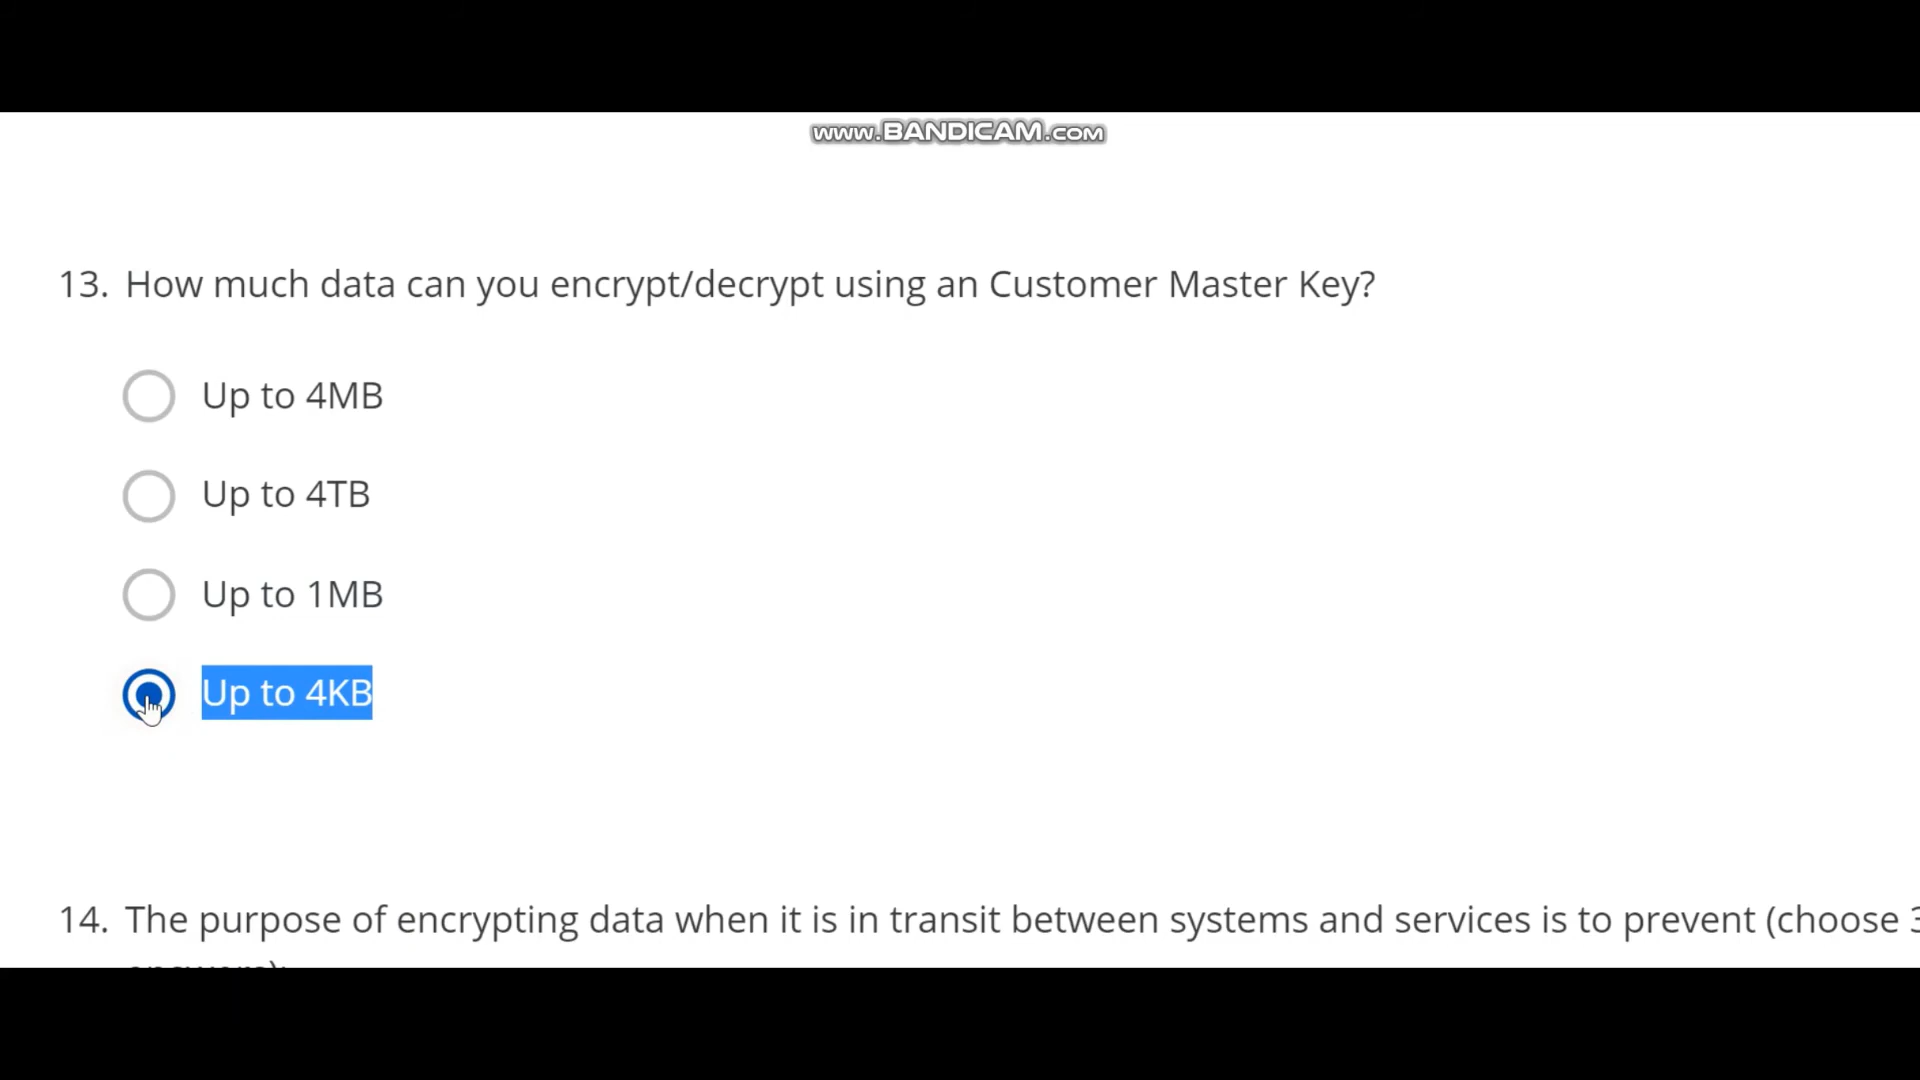 www.BANDICAM.com
13. How much data can you encrypt/decrypt using an Customer Master Key?
Up to 4MB
Up to 4TB
Up to 1MB
Up to 4KB
14. The purpose of encrypting data when it is in transit between systems and services is to prevent (choose 3